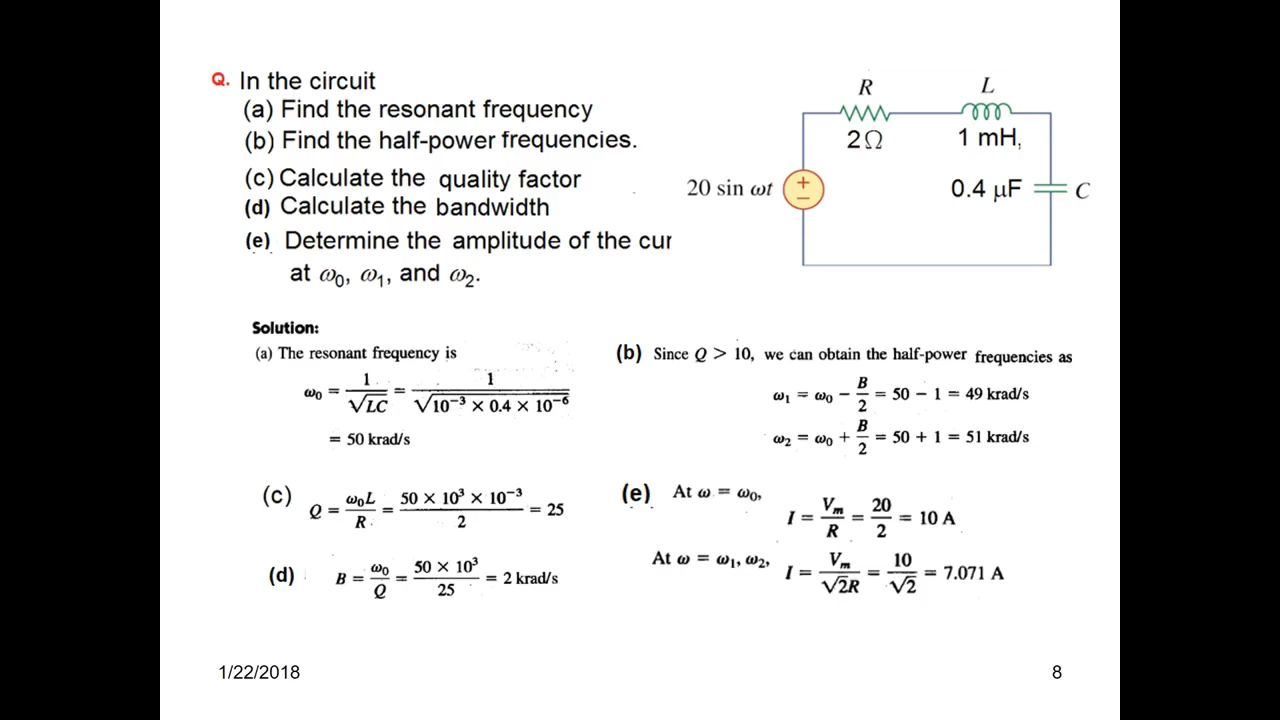 Q. In the circuit
(a) Find the resonant frequency
(b) Find the half-power frequencies.
(c) Calculate the quality factor
(d) Calculate the bandwidth
(e) Determine the amplitude of the cur
at ω0, ω1, and ω2.
R
L
2Ω
1 mH,
20 sin ωt
+
−
0.4 µF
C
Solution:
(a) The resonant frequency is
ω0 = 1/√LC = 1/√10⁻³ × 0.4 × 10⁻⁶
= 50 krad/s
(b) Since Q > 10, we can obtain the half-power frequencies as
ω1 = ω0 − B/2 = 50 − 1 = 49 krad/s
ω2 = ω0 + B/2 = 50 + 1 = 51 krad/s
(c) Q = ω0L/R = 50 × 10³ × 10⁻³/2 = 25
(d) B = ω0/Q = 50 × 10³/25 = 2 krad/s
(e) At ω = ω0,
I = Vm/R = 20/2 = 10 A
At ω = ω1, ω2, I = Vm/√2R = 10/√2 = 7.071 A
1/22/2018
8